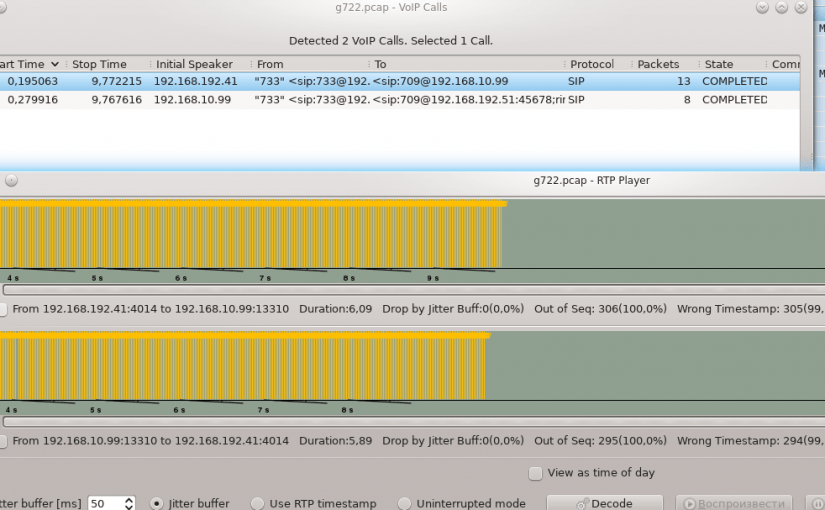 g722.pcap - VoIP Calls
Detected 2 VoIP Calls. Selected 1 Call.
art Time Stop Time Initial Speaker From To Protocol Packets State Comr
0,195063 9,772215 192.168.192.41 "733" <sip:733@192. <sip:709@192.168.10.99 SIP 13 COMPLETED
0,279916 9,767616 192.168.10.99 "733" <sip:733@192. <sip:709@192.168.192.51:45678;rir SIP 8 COMPLETED
g722.pcap - RTP Player
4 s 5 s 6 s 7 s 8 s 9 s
From 192.168.192.41:4014 to 192.168.10.99:13310 Duration:6,09 Drop by Jitter Buff:0(0,0%) Out of Seq: 306(100,0%) Wrong Timestamp: 305(99,
4 s 5 s 6 s 7 s 8 s
From 192.168.10.99:13310 to 192.168.192.41:4014 Duration:5,89 Drop by Jitter Buff:0(0,0%) Out of Seq: 295(100,0%) Wrong Timestamp: 294(99,
View as time of day
tter buffer [ms] 50 Jitter buffer Use RTP timestamp Uninterrupted mode Decode Воспроизвести